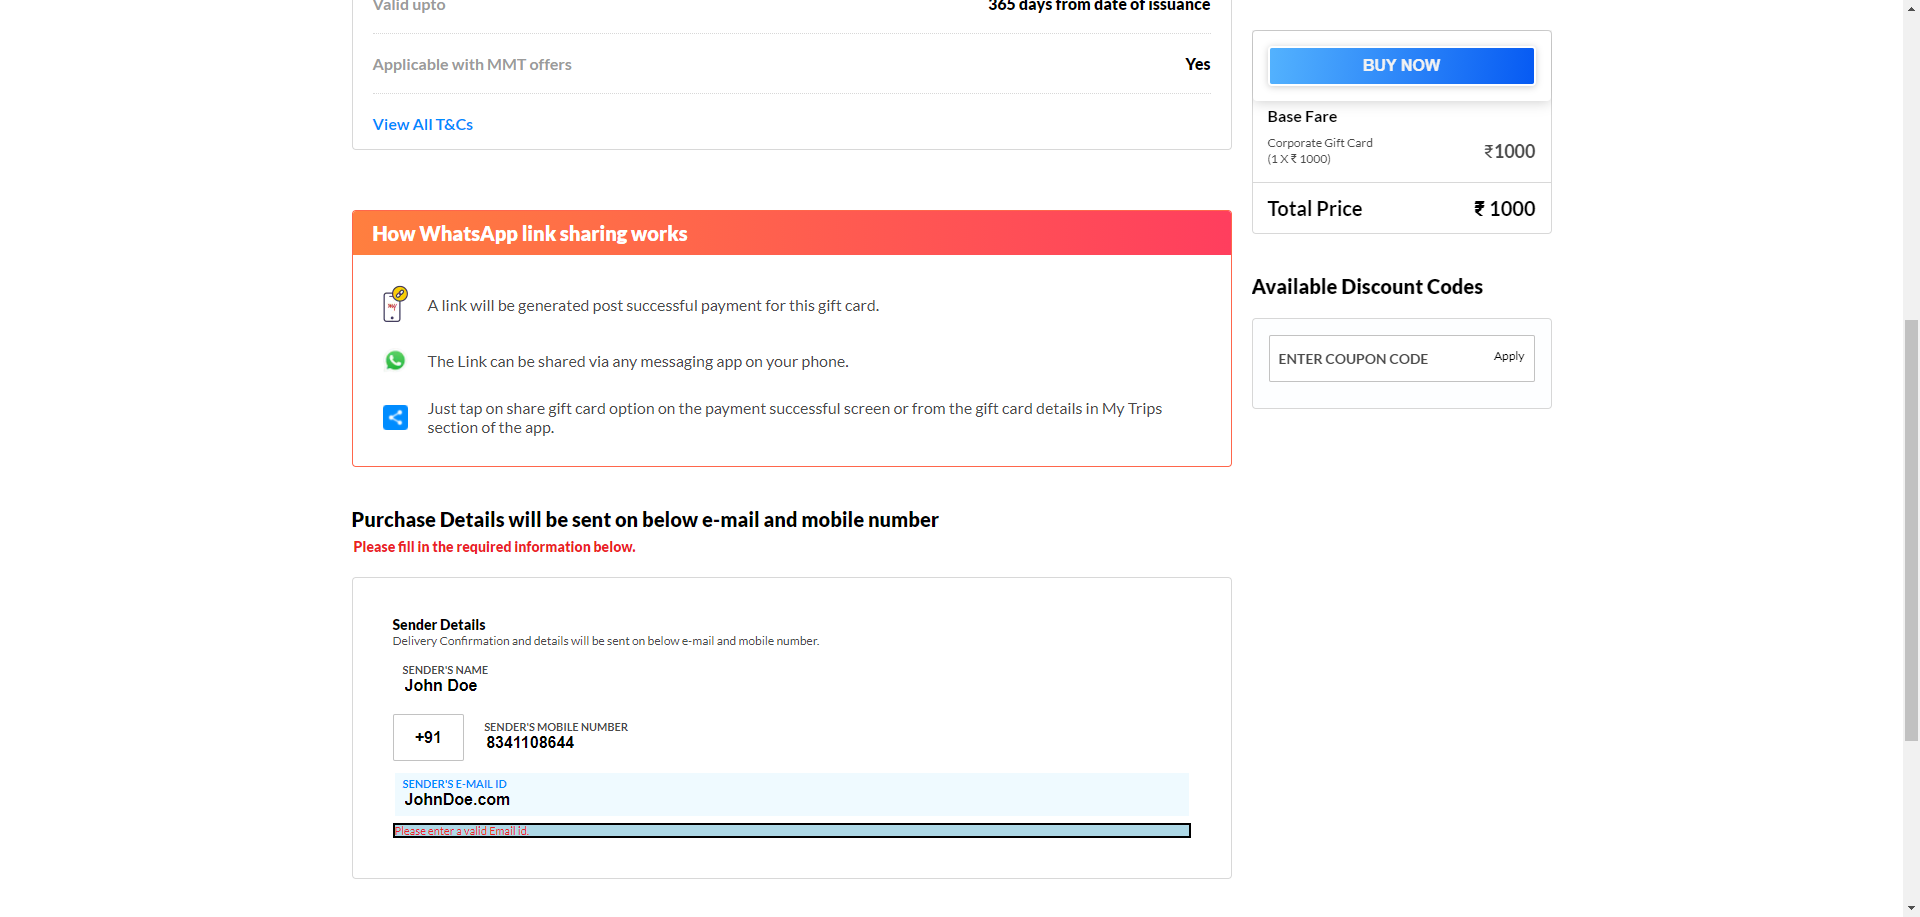 Valid upto
365 days from date of issuance
Applicable with MMT offers
Yes
View All T&Cs
How WhatsApp link sharing works
my
A link will be generated post successful payment for this gift card.
The Link can be shared via any messaging app on your phone.
Just tap on share gift card option on the payment successful screen or from the gift card details in My Trips
section of the app.
Purchase Details will be sent on below e-mail and mobile number
Please fill in the required information below.
Sender Details
Delivery Confirmation and details will be sent on below e-mail and mobile number.
SENDER'S NAME
John Doe
+91
SENDER'S MOBILE NUMBER
8341108644
SENDER'S E-MAIL ID
JohnDoe.com
Please enter a valid Email id.
BUY NOW
Base Fare
Corporate Gift Card
(1 X ₹ 1000)
₹1000
Total Price
₹ 1000
Available Discount Codes
ENTER COUPON CODE
Apply